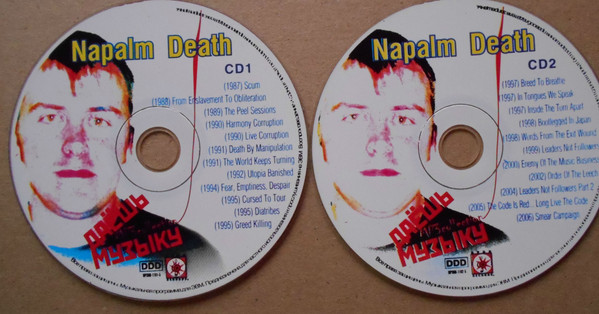 Napalm Death
CD1
(1987) Scum
(1988) From Enslavement To Obliteration
(1989) The Peel Sessions
(1990) Harmony Corruption
(1990) Live Corruption
(1991) Death By Manipulation
(1991) The World Keeps Turning
(1992) Utopia Banished
(1994) Fear, Emptiness, Despair
(1995) Cursed To Tour
(1995) Diatribes
(1995) Greed Killing
даёшь
музыку
DDD
Napalm Death
CD2
(1997) Breed To Breathe
(1997) In Tongues We Speak
(1997) Inside The Torn Apart
(1998) Bootlegged In Japan
(1998) Words From The Exit Wound
(1999) Leaders Not Followers
(2000) Enemy Of The Music Business
(2002) Order Of The Leech
(2004) Leaders Not Followers Part 2
(2005) The Code Is Red... Long Live The Code
(2006) Smear Campaign
даёшь
музыку
DDD